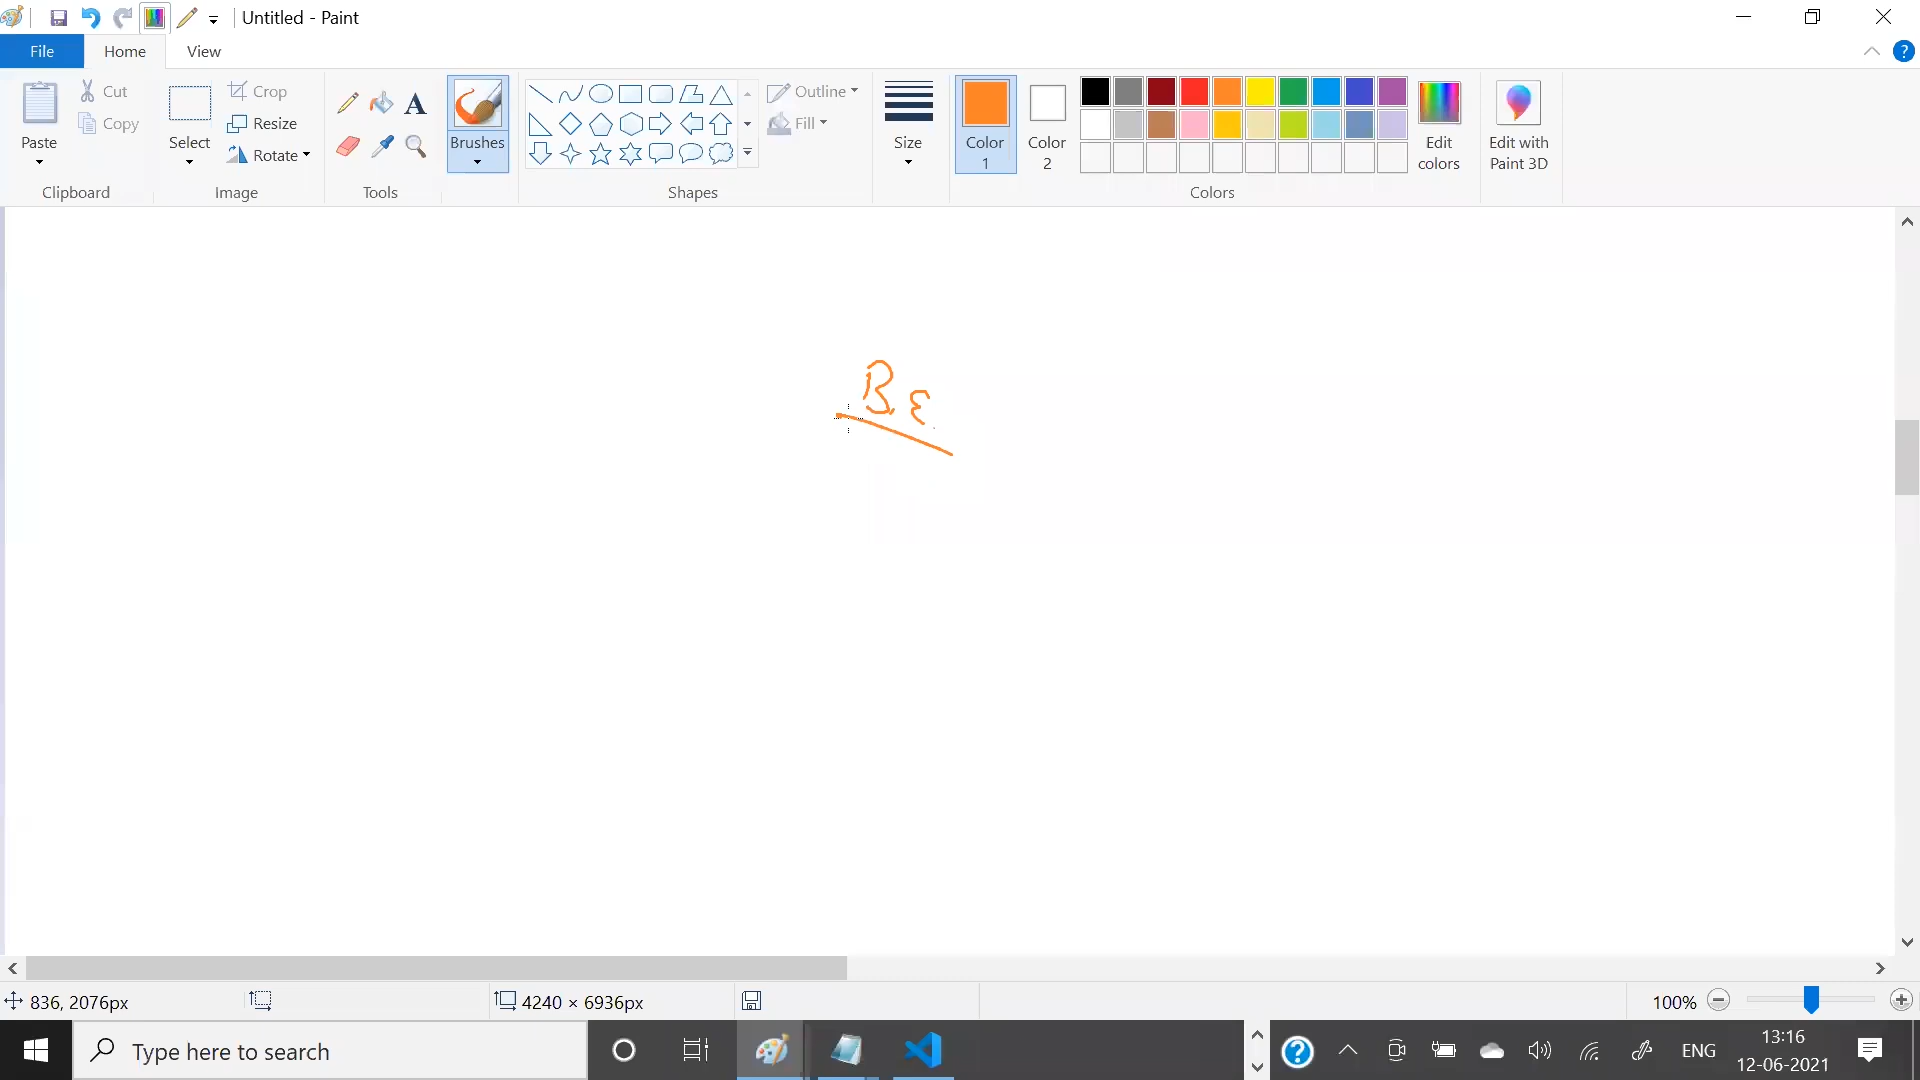 Untitled - Paint
File Home View
Paste Cut Copy Clipboard
Select Crop Resize Rotate Image
Tools
Brushes
Shapes
Outline Fill
Size
Color 1 Color 2
Colors
Edit colors
Edit with Paint 3D
B. E
836, 2076px 4240 × 6936px 100%
Type here to search
ENG 13:16
12-06-2021